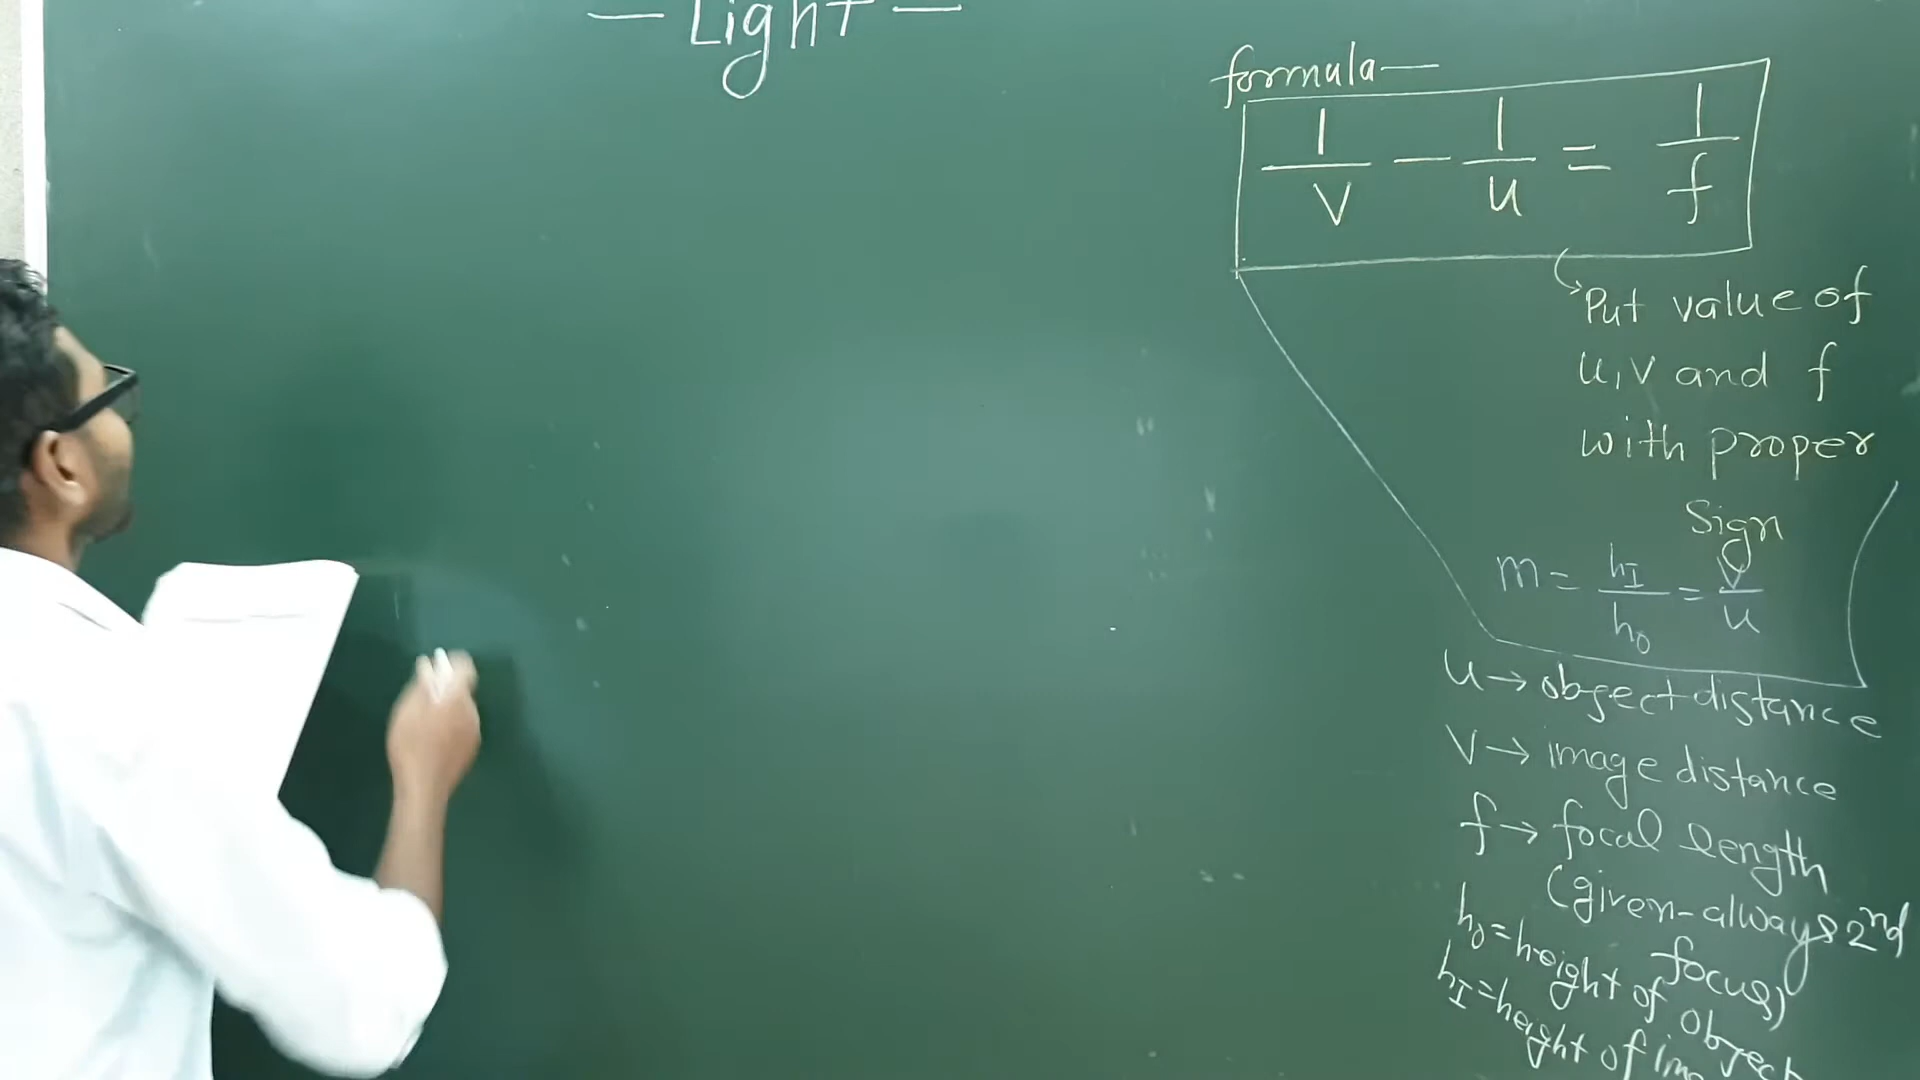 — Light —
formula —
1/v - 1/u = 1/f
Put value of
u, v and f
with proper
Sign
m = hI/ho = v/u
u → object distance
v → image distance
f → focal length
(given - always 2nd
focus)
ho = height of object
hI = height of